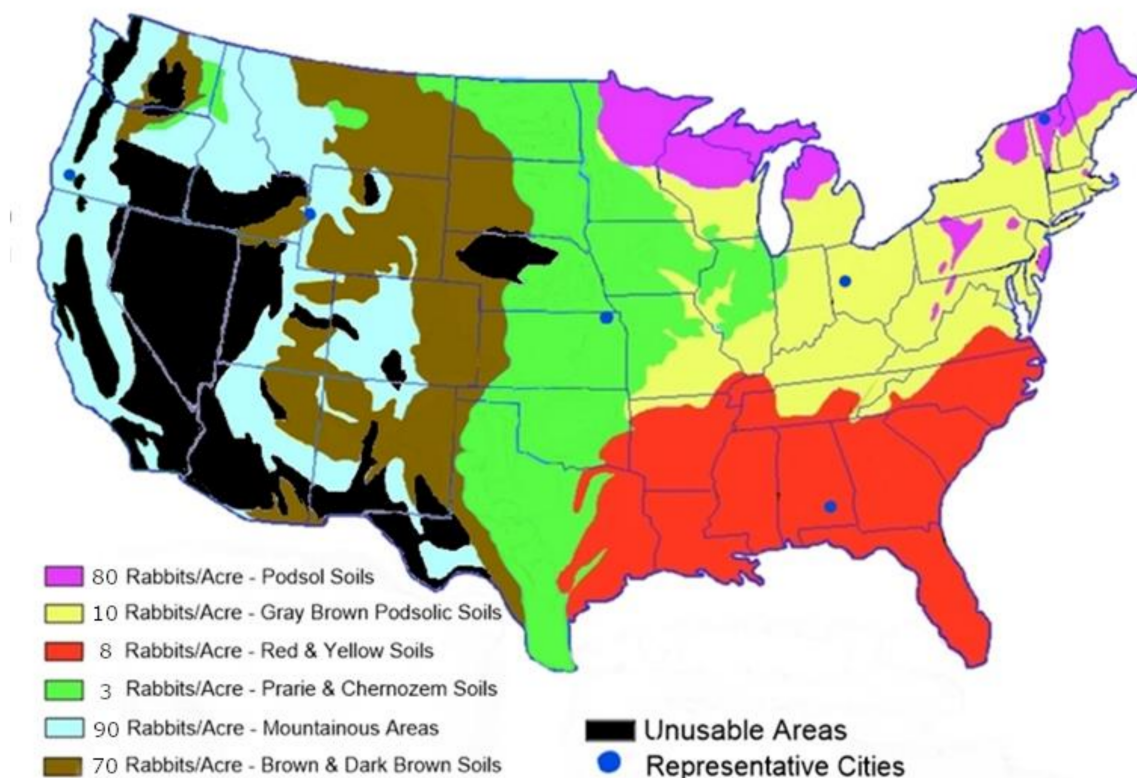 80 Rabbits/Acre - Podsol Soils
10 Rabbits/Acre - Gray Brown Podsolic Soils
8 Rabbits/Acre - Red & Yellow Soils
3 Rabbits/Acre - Prarie & Chernozem Soils
90 Rabbits/Acre - Mountainous Areas
70 Rabbits/Acre - Brown & Dark Brown Soils
Unusable Areas
Representative Cities